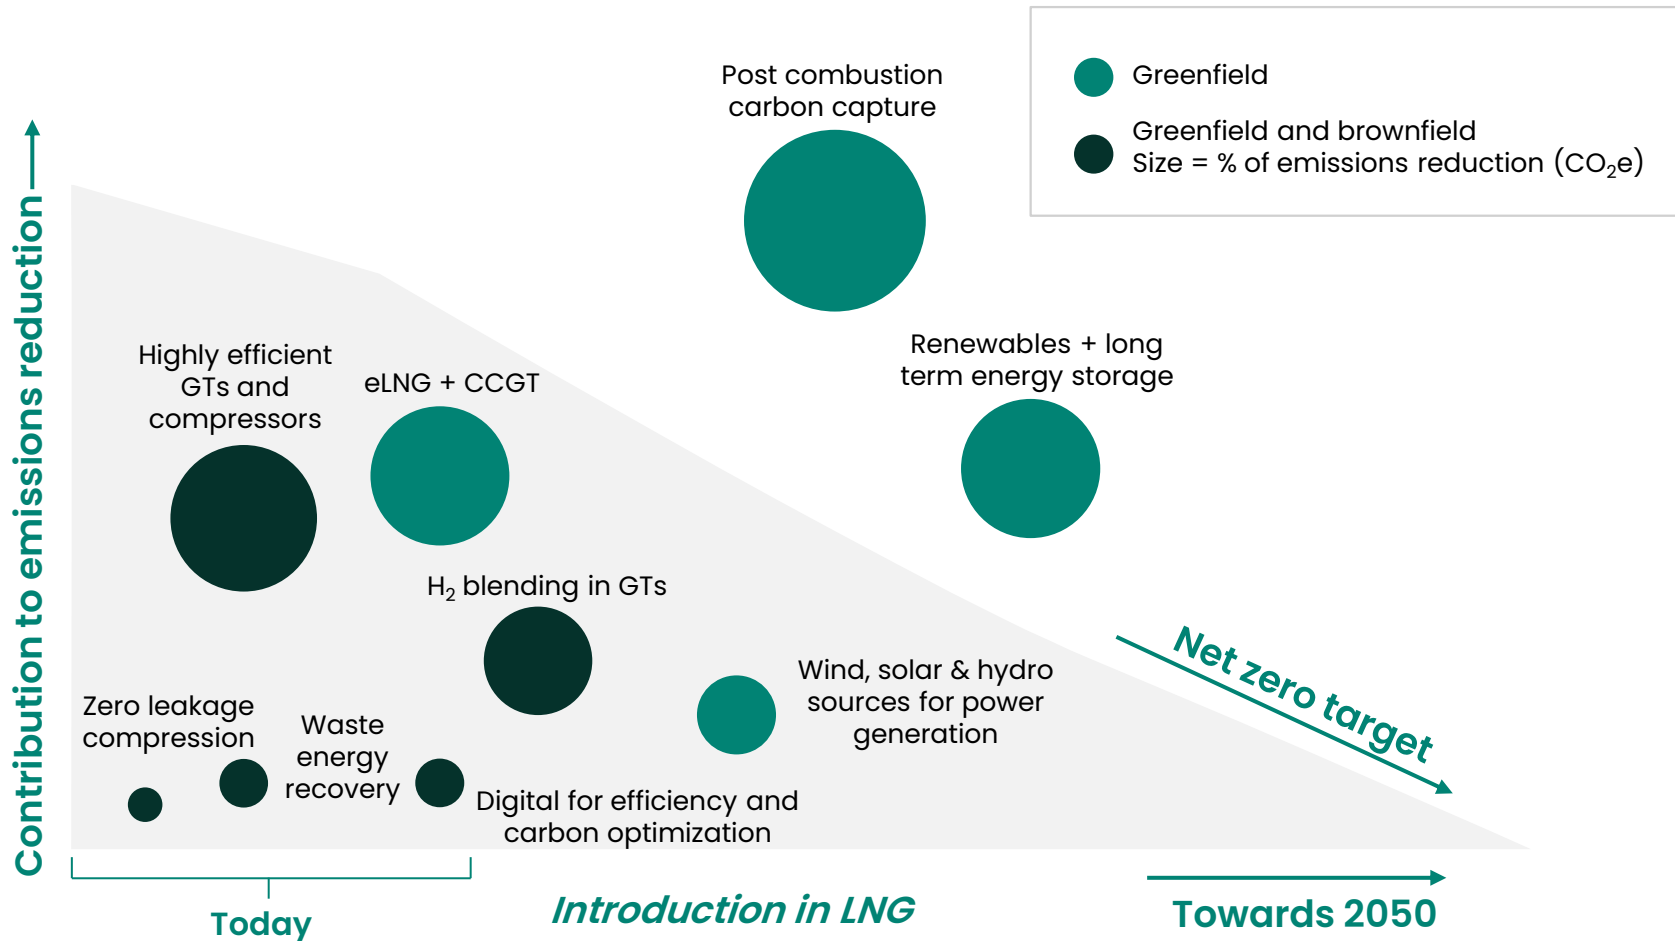 Post combustion
carbon capture
Greenfield
Greenfield and brownfield
Size = % of emissions reduction (CO₂e)
Contribution to emissions reduction
Highly efficient
GTs and
compressors
eLNG + CCGT
Renewables + long
term energy storage
H₂ blending in GTs
Zero leakage
compression
Waste
energy
recovery
Wind, solar & hydro
sources for power
generation
Digital for efficiency and
carbon optimization
Net zero target
Today
Introduction in LNG
Towards 2050